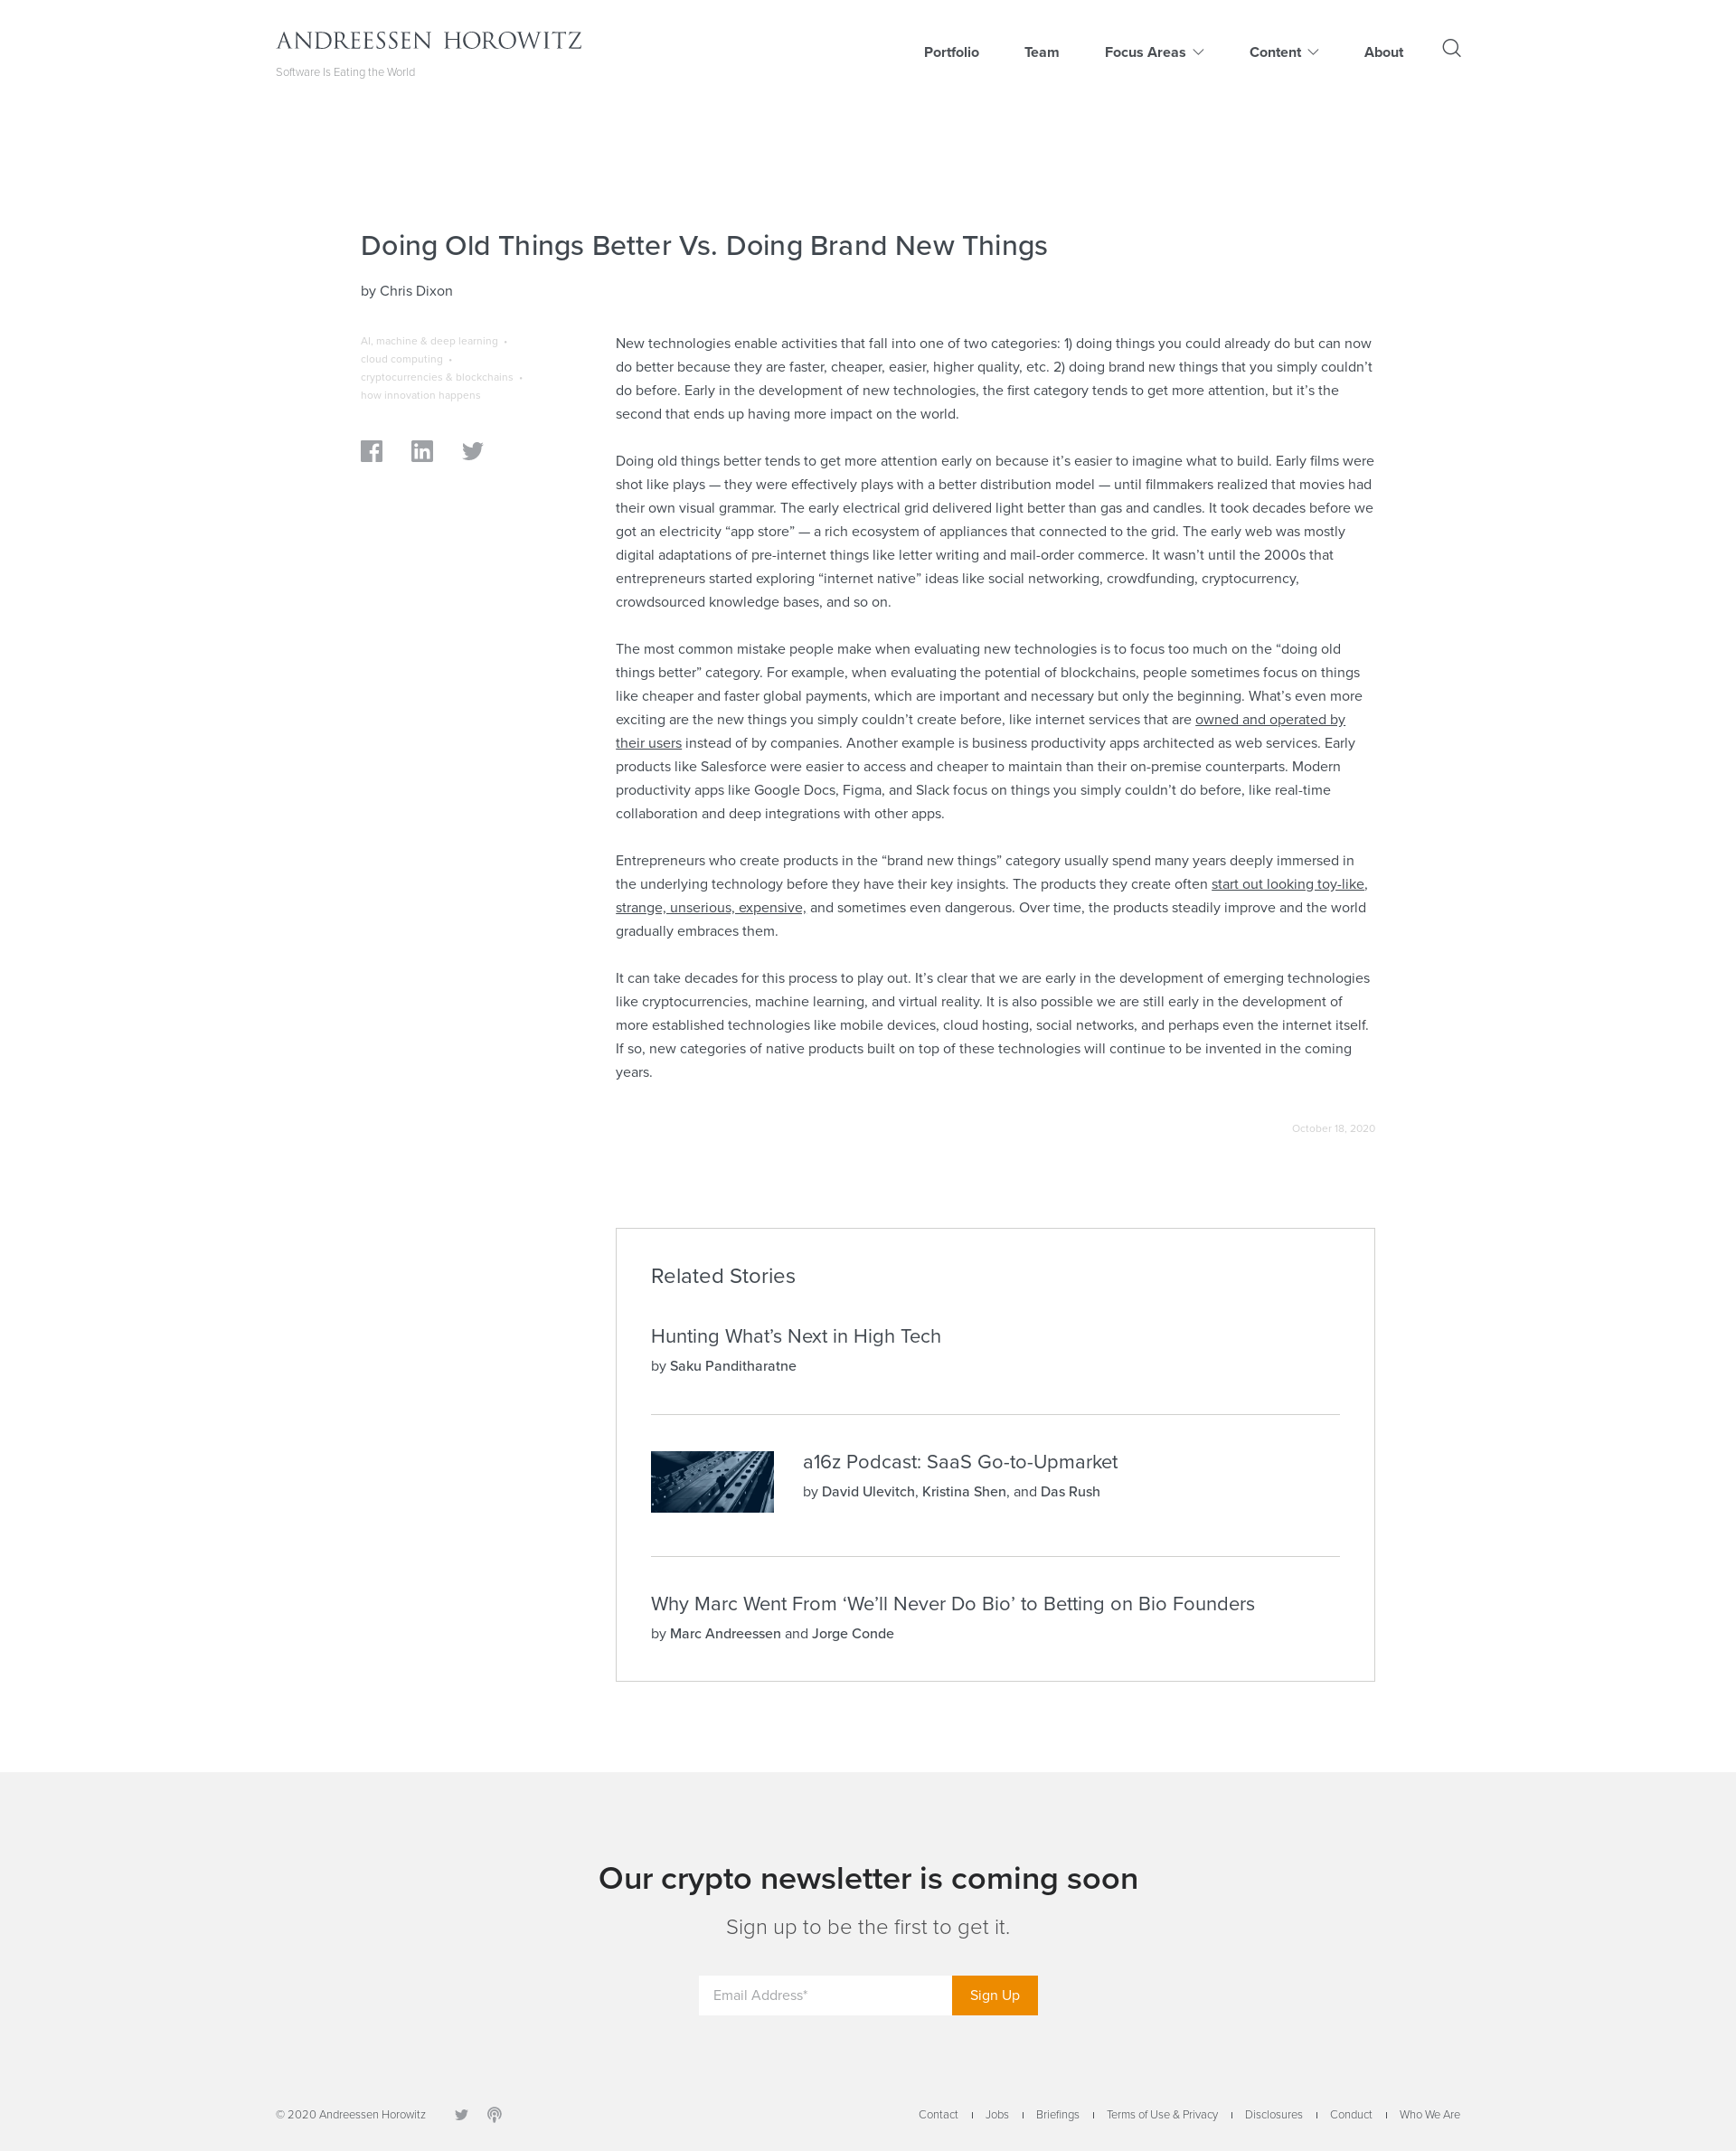 ANDREESSEN HOROWITZ
Software Is Eating the World
Portfolio Team Focus Areas Content About
Doing Old Things Better Vs. Doing Brand New Things
by Chris Dixon
AI, machine & deep learning •
cloud computing •
cryptocurrencies & blockchains •
how innovation happens
New technologies enable activities that fall into one of two categories: 1) doing things you could already do but can now
do better because they are faster, cheaper, easier, higher quality, etc. 2) doing brand new things that you simply couldn’t
do before. Early in the development of new technologies, the first category tends to get more attention, but it’s the
second that ends up having more impact on the world.
Doing old things better tends to get more attention early on because it’s easier to imagine what to build. Early films were
shot like plays — they were effectively plays with a better distribution model — until filmmakers realized that movies had
their own visual grammar. The early electrical grid delivered light better than gas and candles. It took decades before we
got an electricity “app store” — a rich ecosystem of appliances that connected to the grid. The early web was mostly
digital adaptations of pre-internet things like letter writing and mail-order commerce. It wasn’t until the 2000s that
entrepreneurs started exploring “internet native” ideas like social networking, crowdfunding, cryptocurrency,
crowdsourced knowledge bases, and so on.
The most common mistake people make when evaluating new technologies is to focus too much on the “doing old
things better” category. For example, when evaluating the potential of blockchains, people sometimes focus on things
like cheaper and faster global payments, which are important and necessary but only the beginning. What’s even more
exciting are the new things you simply couldn’t create before, like internet services that are owned and operated by
their users instead of by companies. Another example is business productivity apps architected as web services. Early
products like Salesforce were easier to access and cheaper to maintain than their on-premise counterparts. Modern
productivity apps like Google Docs, Figma, and Slack focus on things you simply couldn’t do before, like real-time
collaboration and deep integrations with other apps.
Entrepreneurs who create products in the “brand new things” category usually spend many years deeply immersed in
the underlying technology before they have their key insights. The products they create often start out looking toy-like,
strange, unserious, expensive, and sometimes even dangerous. Over time, the products steadily improve and the world
gradually embraces them.
It can take decades for this process to play out. It’s clear that we are early in the development of emerging technologies
like cryptocurrencies, machine learning, and virtual reality. It is also possible we are still early in the development of
more established technologies like mobile devices, cloud hosting, social networks, and perhaps even the internet itself.
If so, new categories of native products built on top of these technologies will continue to be invented in the coming
years.
October 18, 2020
Related Stories
Hunting What’s Next in High Tech
by Saku Panditharatne
a16z Podcast: SaaS Go-to-Upmarket
by David Ulevitch, Kristina Shen, and Das Rush
Why Marc Went From ‘We’ll Never Do Bio’ to Betting on Bio Founders
by Marc Andreessen and Jorge Conde
Our crypto newsletter is coming soon
Sign up to be the first to get it.
Email Address* Sign Up
© 2020 Andreessen Horowitz
Contact Jobs Briefings Terms of Use & Privacy Disclosures Conduct Who We Are